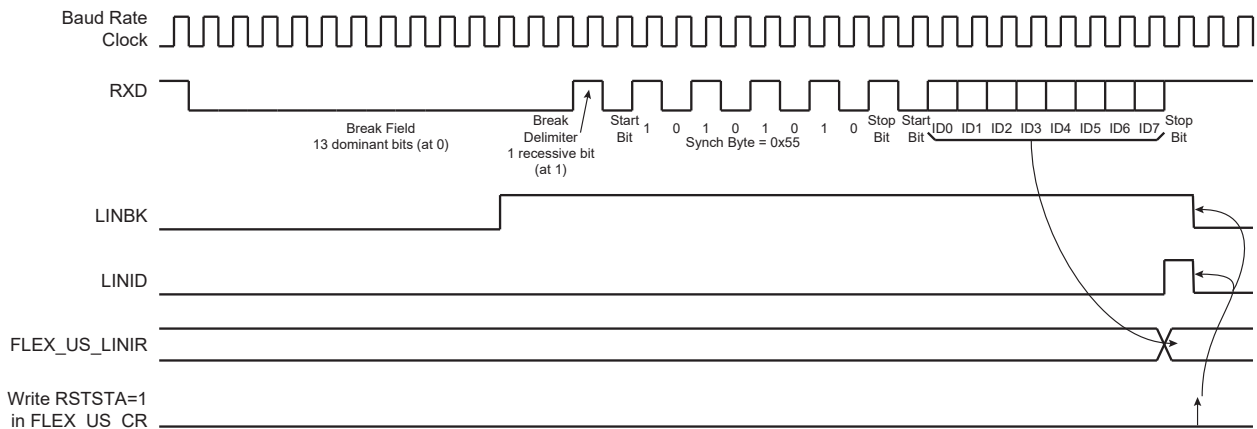 Baud Rate
Clock
RXD
Break Field
13 dominant bits (at 0)
Break
Delimiter
1 recessive bit
(at 1)
Start
Bit
1 0 1 0 1 0 1 0
Synch Byte = 0x55
Stop
Bit
Start
Bit
ID0 ID1 ID2 ID3 ID4 ID5 ID6 ID7
Stop
Bit
LINBK
LINID
FLEX_US_LINIR
Write RSTSTA=1
in FLEX_US_CR